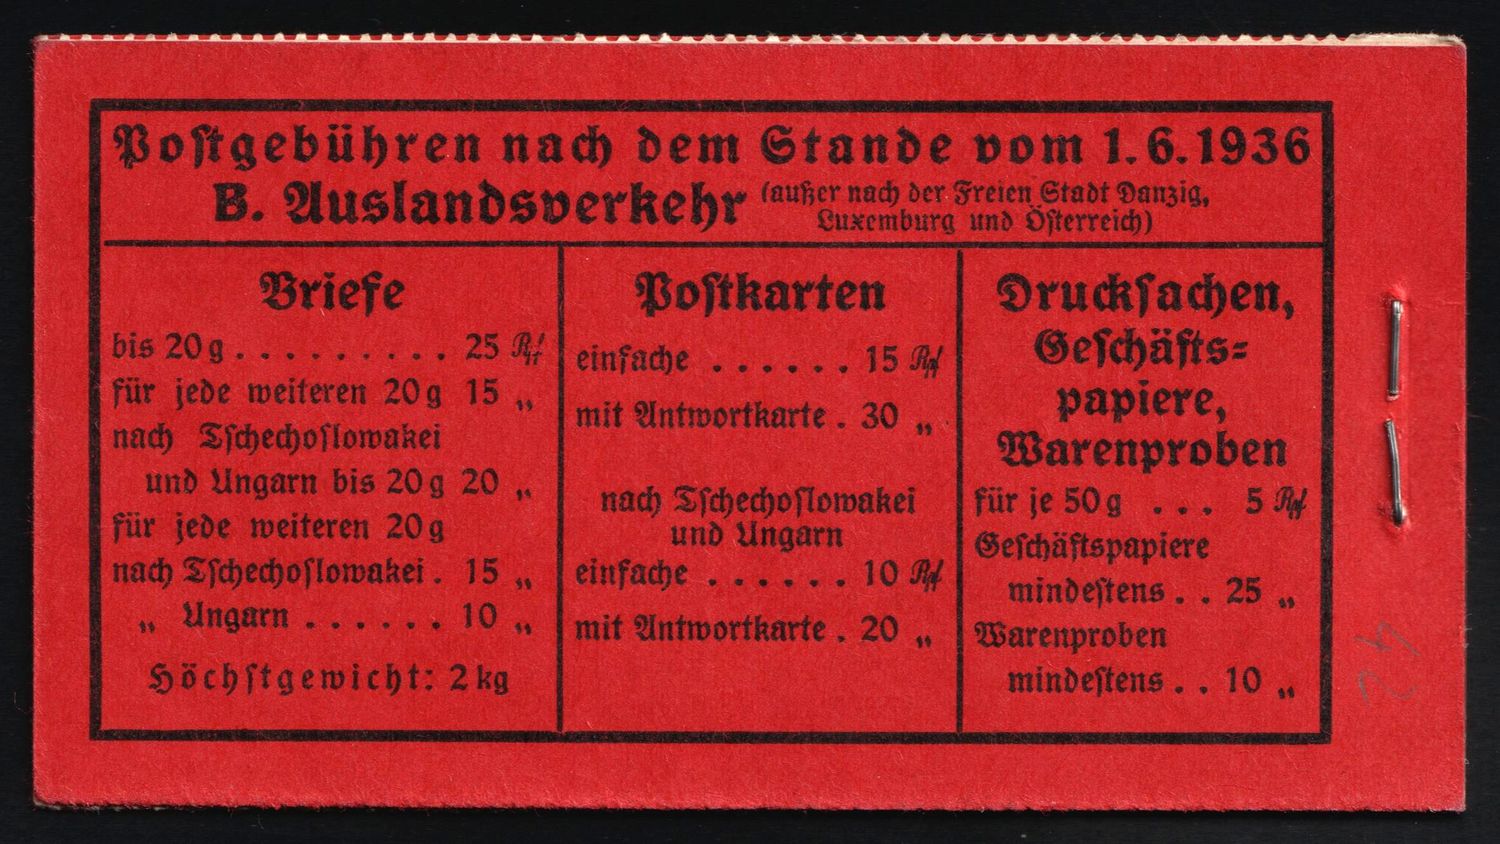 Postgebühren nach dem Stande vom 1.6.1936
B. Auslandsverkehr (außer nach der Freien Stadt Danzig,
Luxemburg und Österreich)
Briefe
bis 20 g . . . . . . . . . 25 Rpf
für jede weiteren 20 g 15 „
nach Tschechoslowakei
und Ungarn bis 20 g 20 „
für jede weiteren 20 g
nach Tschechoslowakei . 15 „
„ Ungarn . . . . . . 10 „
Höchstgewicht: 2 kg
Postkarten
einfache . . . . . . 15 Rpf
mit Antwortkarte . 30 „
nach Tschechoslowakei
und Ungarn
einfache . . . . . . 10 Rpf
mit Antwortkarte . 20 „
Drucksachen,
Geschäfts=
papiere,
Warenproben
für je 50 g . . . 5 Rpf
Geschäftspapiere
mindestens . . 25 „
Warenproben
mindestens . . 10 „
42